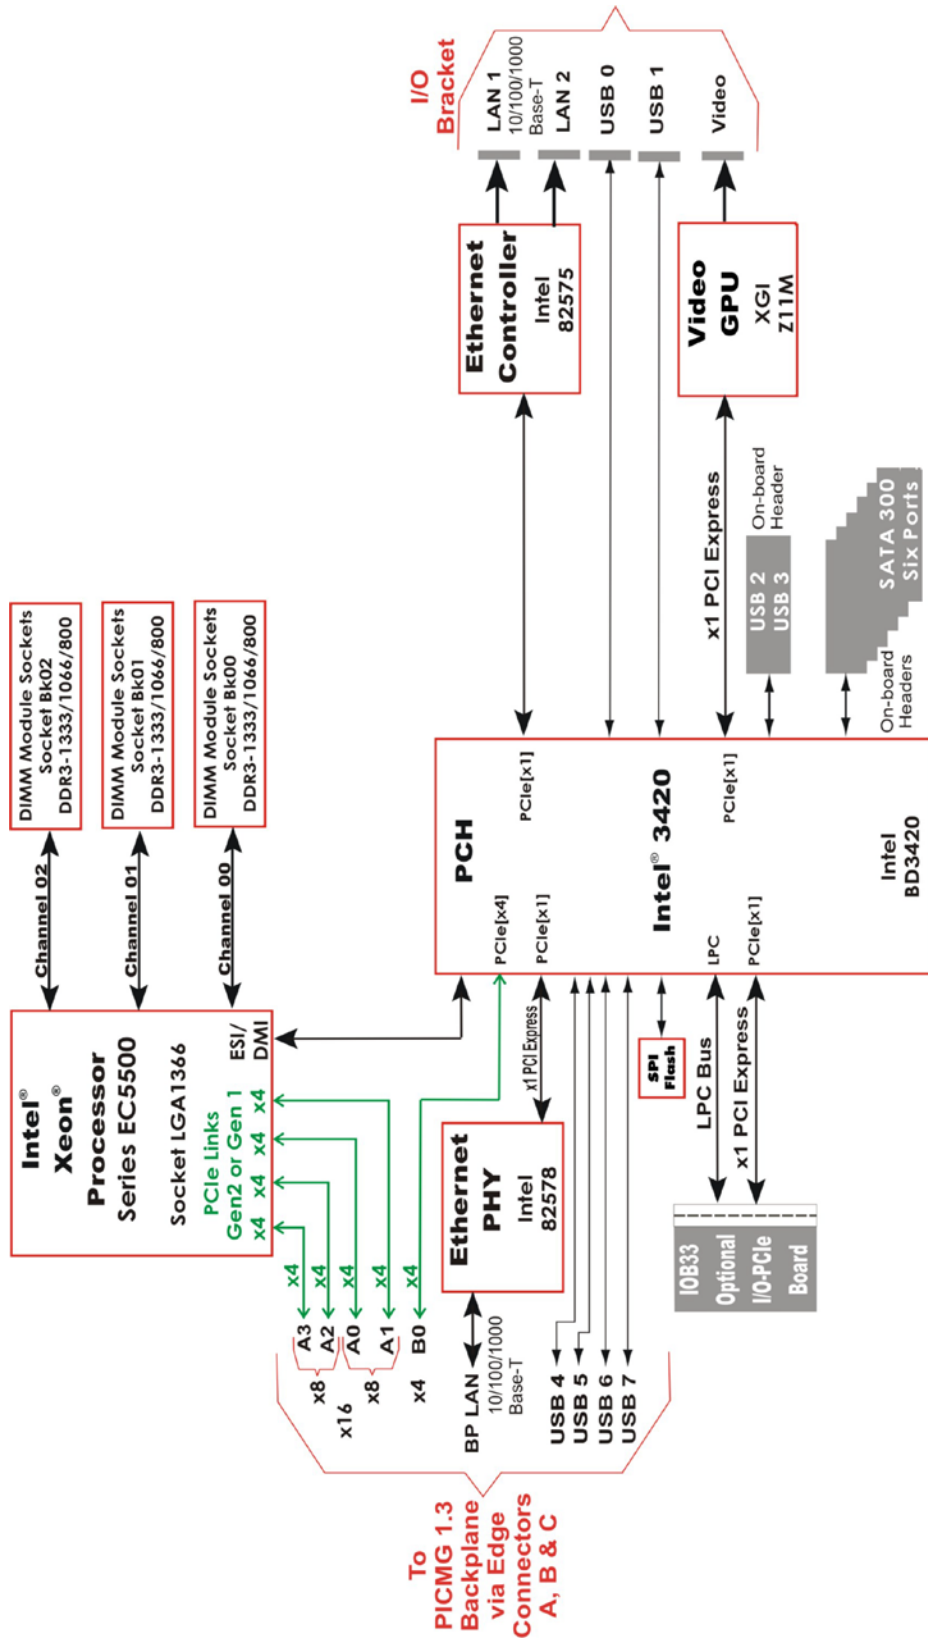 Intel®
Xeon®
Processor
Series EC5500
Socket LGA1366
PCIe Links
Gen2 or Gen 1
x4
x4
x4
x4
ESI/
DMI
Channel 02
Channel 01
Channel 00
DIMM Module Sockets
Socket Bk02
DDR3-1333/1066/800
DIMM Module Sockets
Socket Bk01
DDR3-1333/1066/800
DIMM Module Sockets
Socket Bk00
DDR3-1333/1066/800
x4
x4
x4
x4
x4
A3
A2
A0
A1
B0
x8
x8
x16
x4
To
PICMG 1.3
Backplane
via Edge
Connectors
A, B & C
BP LAN
10/100/1000
Base-T
Ethernet
PHY
Intel
82578
x1 PCI Express
USB 4
USB 5
USB 6
USB 7
SPI
Flash
LPC Bus
x1 PCI Express
IOB33
Optional
I/O-PCIe
Board
PCH
PCIe[x4]
PCIe[x1]
PCIe[x1]
Intel® 3420
LPC
PCIe[x1]
PCIe[x1]
Intel
BD3420
Ethernet
Controller
Intel
82575
x1 PCI Express
Video
GPU
XGI
Z11M
USB 2
USB 3
On-board
Header
SATA 300
Six Ports
On-board
Headers
I/O
Bracket
LAN 1
10/100/1000
Base-T
LAN 2
USB 0
USB 1
Video